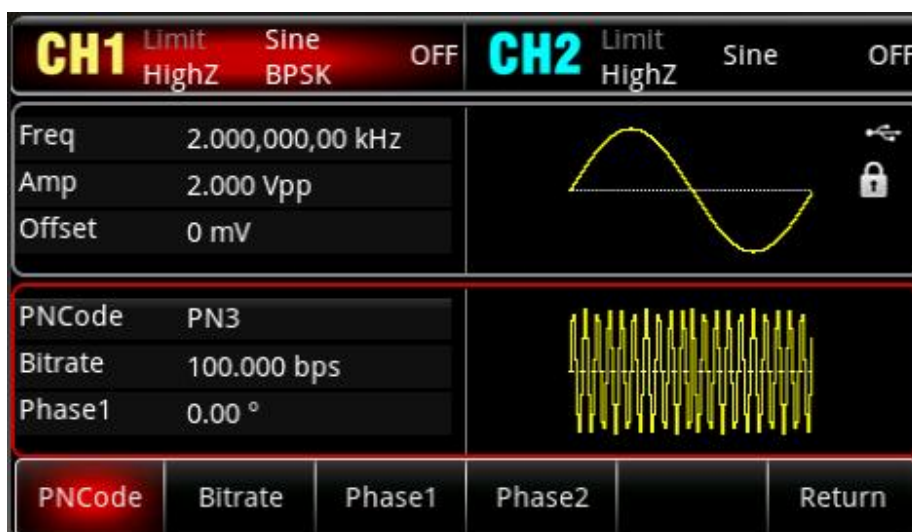 CH1 Limit Sine OFF CH2 Limit Sine OFF
HighZ BPSK HighZ
Freq 2.000,000,00 kHz
Amp 2.000 Vpp
Offset 0 mV
PNCode PN3
Bitrate 100.000 bps
Phase1 0.00 °
PNCode Bitrate Phase1 Phase2 Return